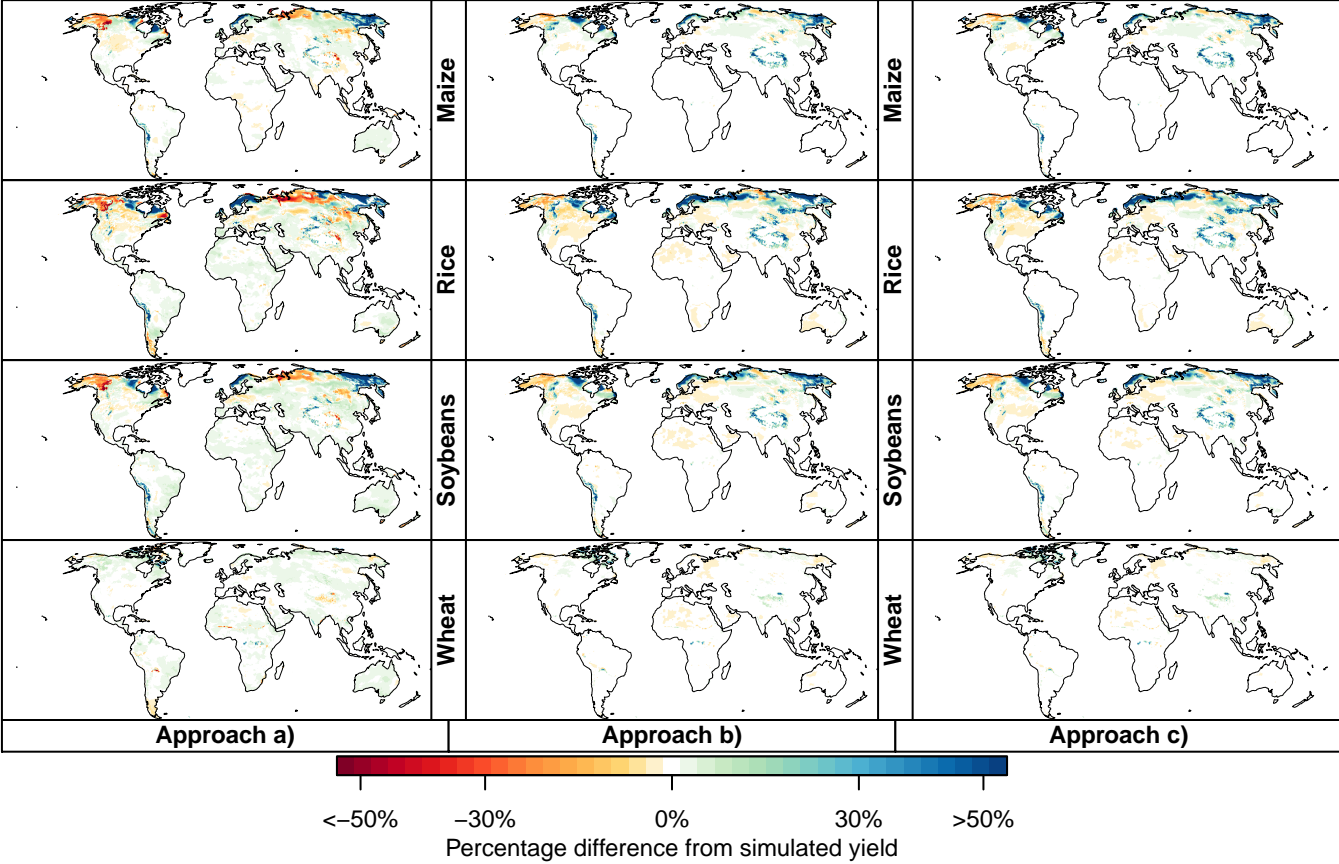 Maize
Maize
Rice
Rice
Soybeans
Soybeans
Wheat
Wheat
Approach a)
Approach b)
Approach c)
<−50%
−30%
0%
30%
>50%
Percentage difference from simulated yield